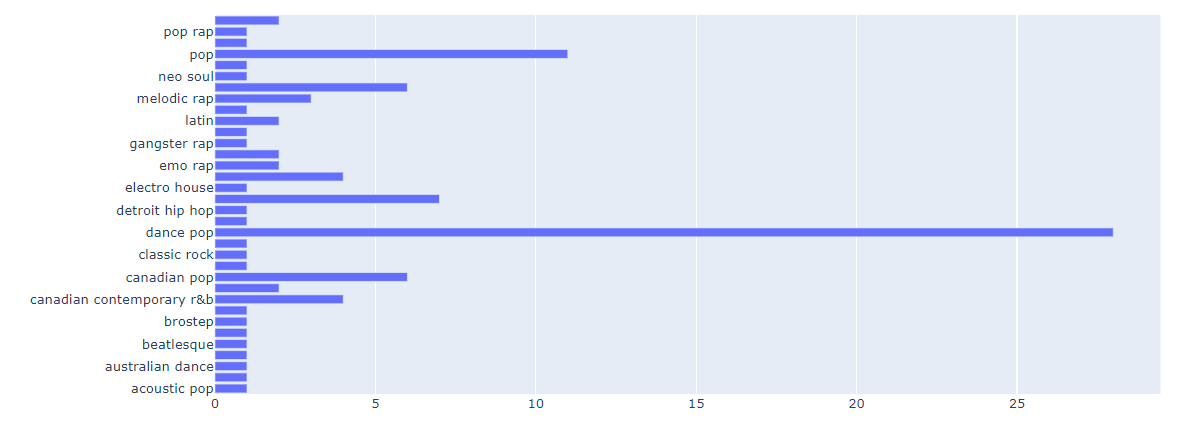 pop rap
pop
neo soul
melodic rap
latin
gangster rap
emo rap
electro house
detroit hip hop
dance pop
classic rock
canadian pop
canadian contemporary r&b
brostep
beatlesque
australian dance
acoustic pop
0 5 10 15 20 25